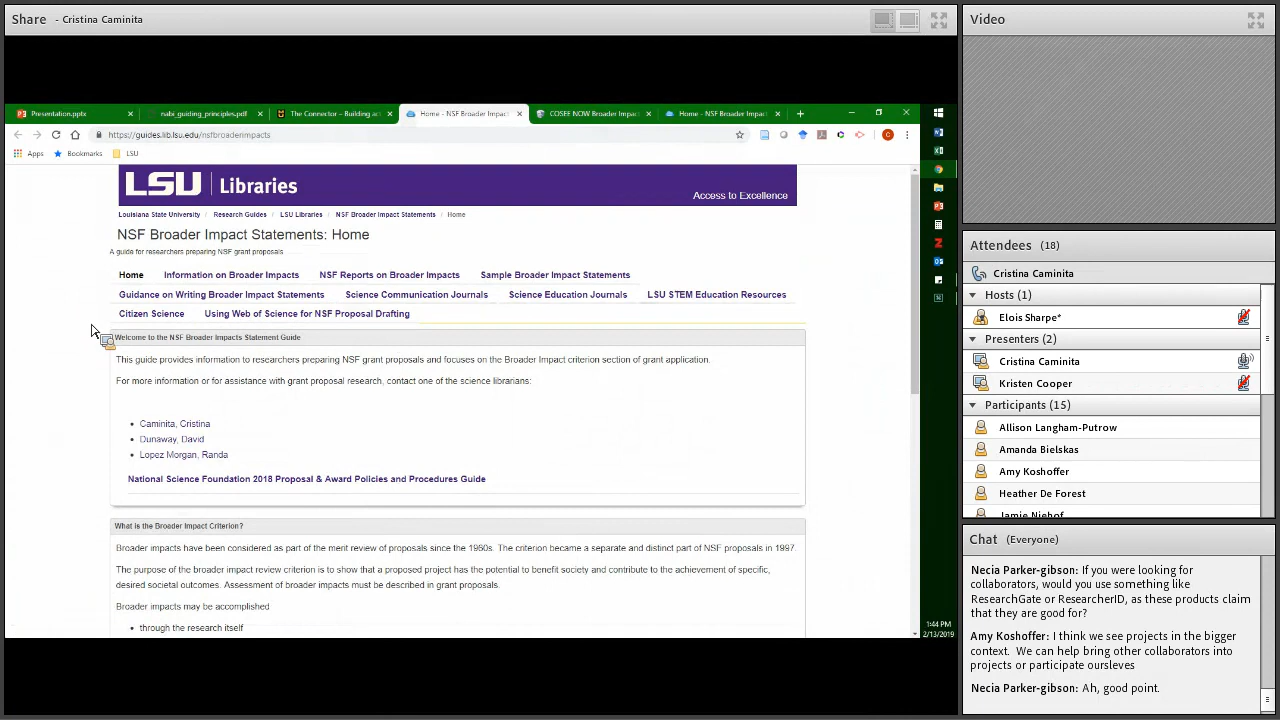 Share - Cristina Caminita
Video
Presentation.pptx
nabi_guiding_principles.pdf
The Connector – Building ac
Home - NSF Broader Impact
COSEE NOW Broader Impac
Home - NSF Broader Impact
https://guides.lib.lsu.edu/nsfbroaderimpacts
Apps
Bookmarks
LSU
LSU Libraries
Access to Excellence
Louisiana State University / Research Guides / LSU Libraries / NSF Broader Impact Statements / Home
NSF Broader Impact Statements: Home
A guide for researchers preparing NSF grant proposals
Home Information on Broader Impacts NSF Reports on Broader Impacts Sample Broader Impact Statements
Guidance on Writing Broader Impact Statements Science Communication Journals Science Education Journals LSU STEM Education Resources
Citizen Science Using Web of Science for NSF Proposal Drafting
Welcome to the NSF Broader Impacts Statement Guide
This guide provides information to researchers preparing NSF grant proposals and focuses on the Broader Impact criterion section of grant application.
For more information or for assistance with grant proposal research, contact one of the science librarians:
• Caminita, Cristina
• Dunaway, David
• Lopez Morgan, Randa
National Science Foundation 2018 Proposal & Award Policies and Procedures Guide
What is the Broader Impact Criterion?
Broader impacts have been considered as part of the merit review of proposals since the 1960s. The criterion became a separate and distinct part of NSF proposals in 1997.
The purpose of the broader impact review criterion is to show that a proposed project has the potential to benefit society and contribute to the achievement of specific,
desired societal outcomes. Assessment of broader impacts must be described in grant proposals.
Broader impacts may be accomplished
• through the research itself
1:44 PM
2/13/2019
Attendees (18)
Cristina Caminita
Hosts (1)
Elois Sharpe*
Presenters (2)
Cristina Caminita
Kristen Cooper
Participants (15)
Allison Langham-Putrow
Amanda Bielskas
Amy Koshoffer
Heather De Forest
Jamie Niehof
Chat (Everyone)
Necia Parker-gibson: If you were looking for
collaborators, would you use something like
ResearchGate or ResearcherID, as these products claim
that they are good for?
Amy Koshoffer: I think we see projects in the bigger
context. We can help bring other collaborators into
projects or participate oursleves
Necia Parker-gibson: Ah, good point.